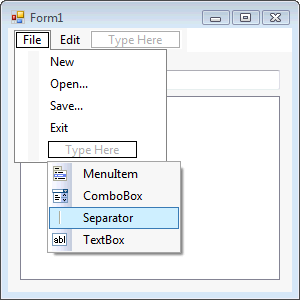 Form1
File Edit Type Here
New
Open...
Save...
Exit
Type Here
MenuItem
ComboBox
Separator
abl TextBox